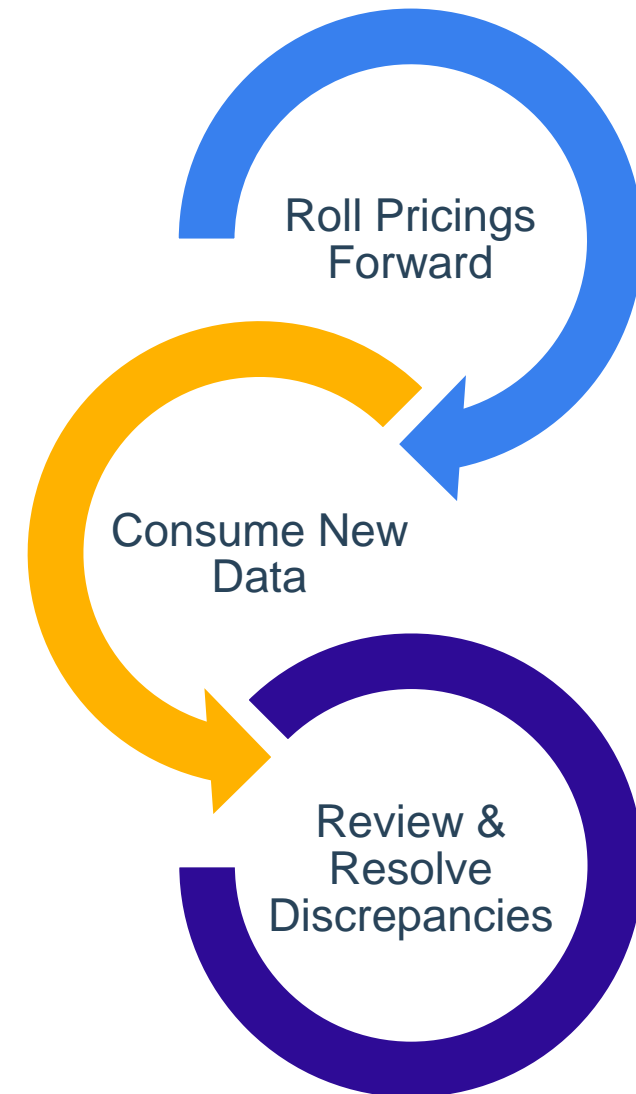 Roll Pricings
Forward
Consume New
Data
Review &
Resolve
Discrepancies